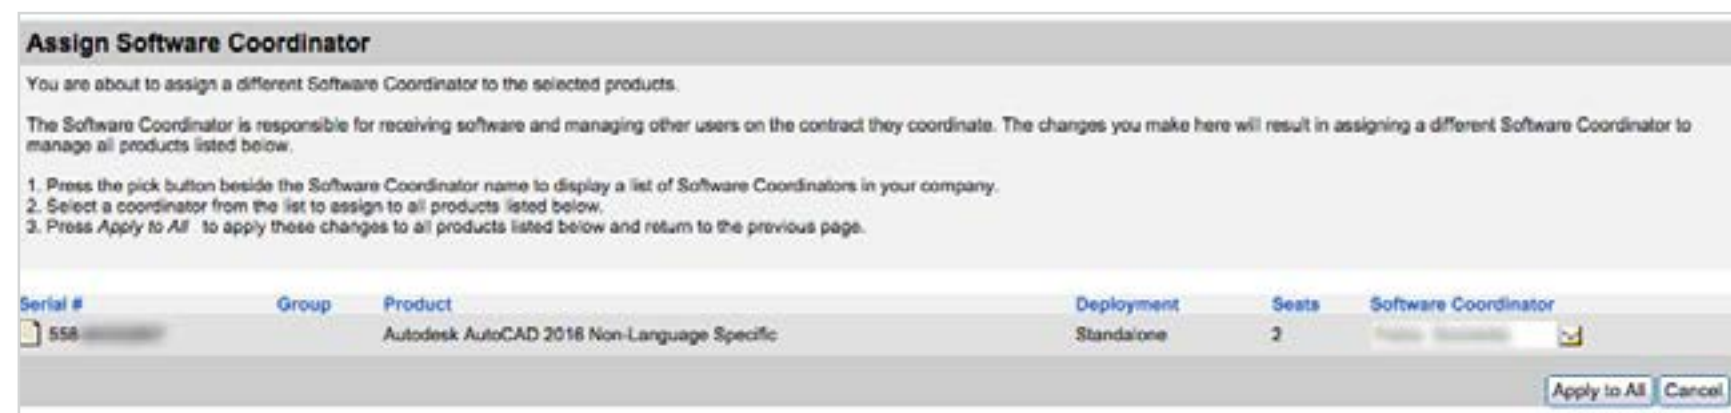 Assign Software Coordinator
You are about to assign a different Software Coordinator to the selected products.
The Software Coordinator is responsible for receiving software and managing other users on the contract they coordinate. The changes you make here will result in assigning a different Software Coordinator to
manage all products listed below.
1. Press the pick button beside the Software Coordinator name to display a list of Software Coordinators in your company.
2. Select a coordinator from the list to assign to all products listed below.
3. Press Apply to All to apply these changes to all products listed below and return to the previous page.
Serial # Group Product Deployment Seats Software Coordinator
558 Autodesk AutoCAD 2016 Non-Language Specific Standalone 2
Apply to All Cancel